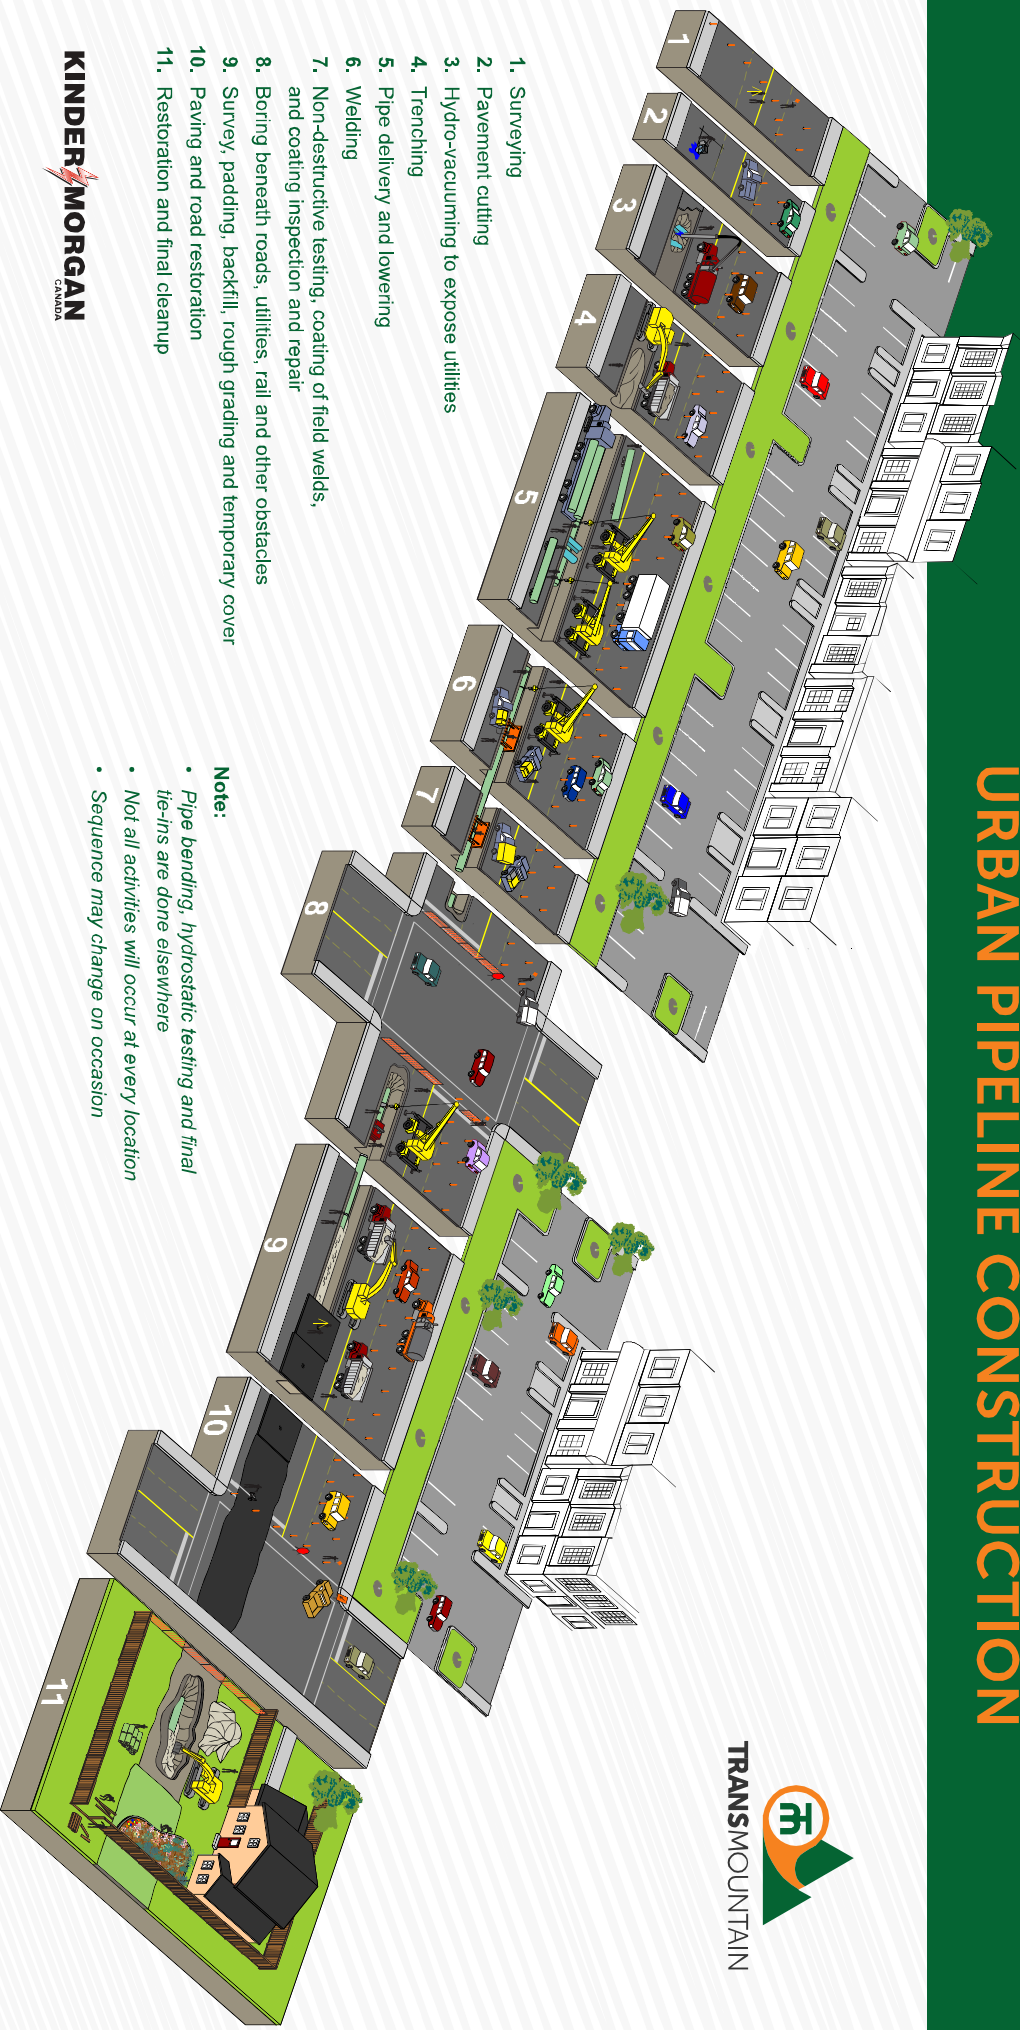 URBAN PIPELINE CONSTRUCTION
TRANSMOUNTAIN
1
2
3
4
5
6
7
8
9
10
11
1. Surveying
2. Pavement cutting
3. Hydro-vacuuming to expose utilities
4. Trenching
5. Pipe delivery and lowering
6. Welding
7. Non-destructive testing, coating of field welds,
and coating inspection and repair
8. Boring beneath roads, utilities, rail and other obstacles
9. Survey, padding, backfill, rough grading and temporary cover
10. Paving and road restoration
11. Restoration and final cleanup
Note:
• Pipe bending, hydrostatic testing and final
tie-ins are done elsewhere
• Not all activities will occur at every location
• Sequence may change on occasion
KINDER MORGAN
CANADA